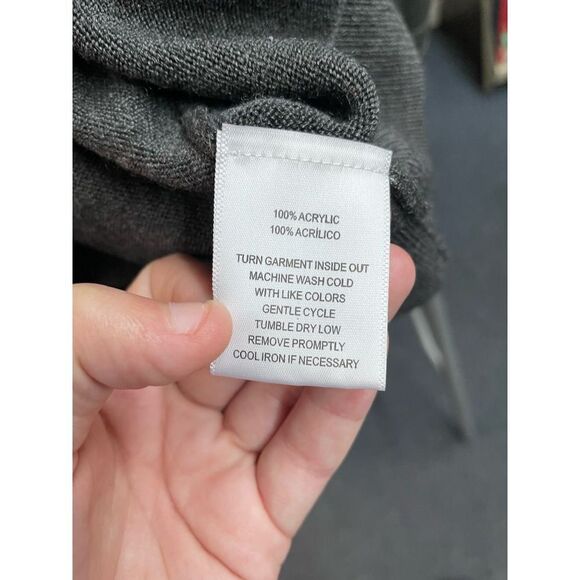 100% ACRYLIC
100% ACRÍLICO
TURN GARMENT INSIDE OUT
MACHINE WASH COLD
WITH LIKE COLORS
GENTLE CYCLE
TUMBLE DRY LOW
REMOVE PROMPTLY
COOL IRON IF NECESSARY